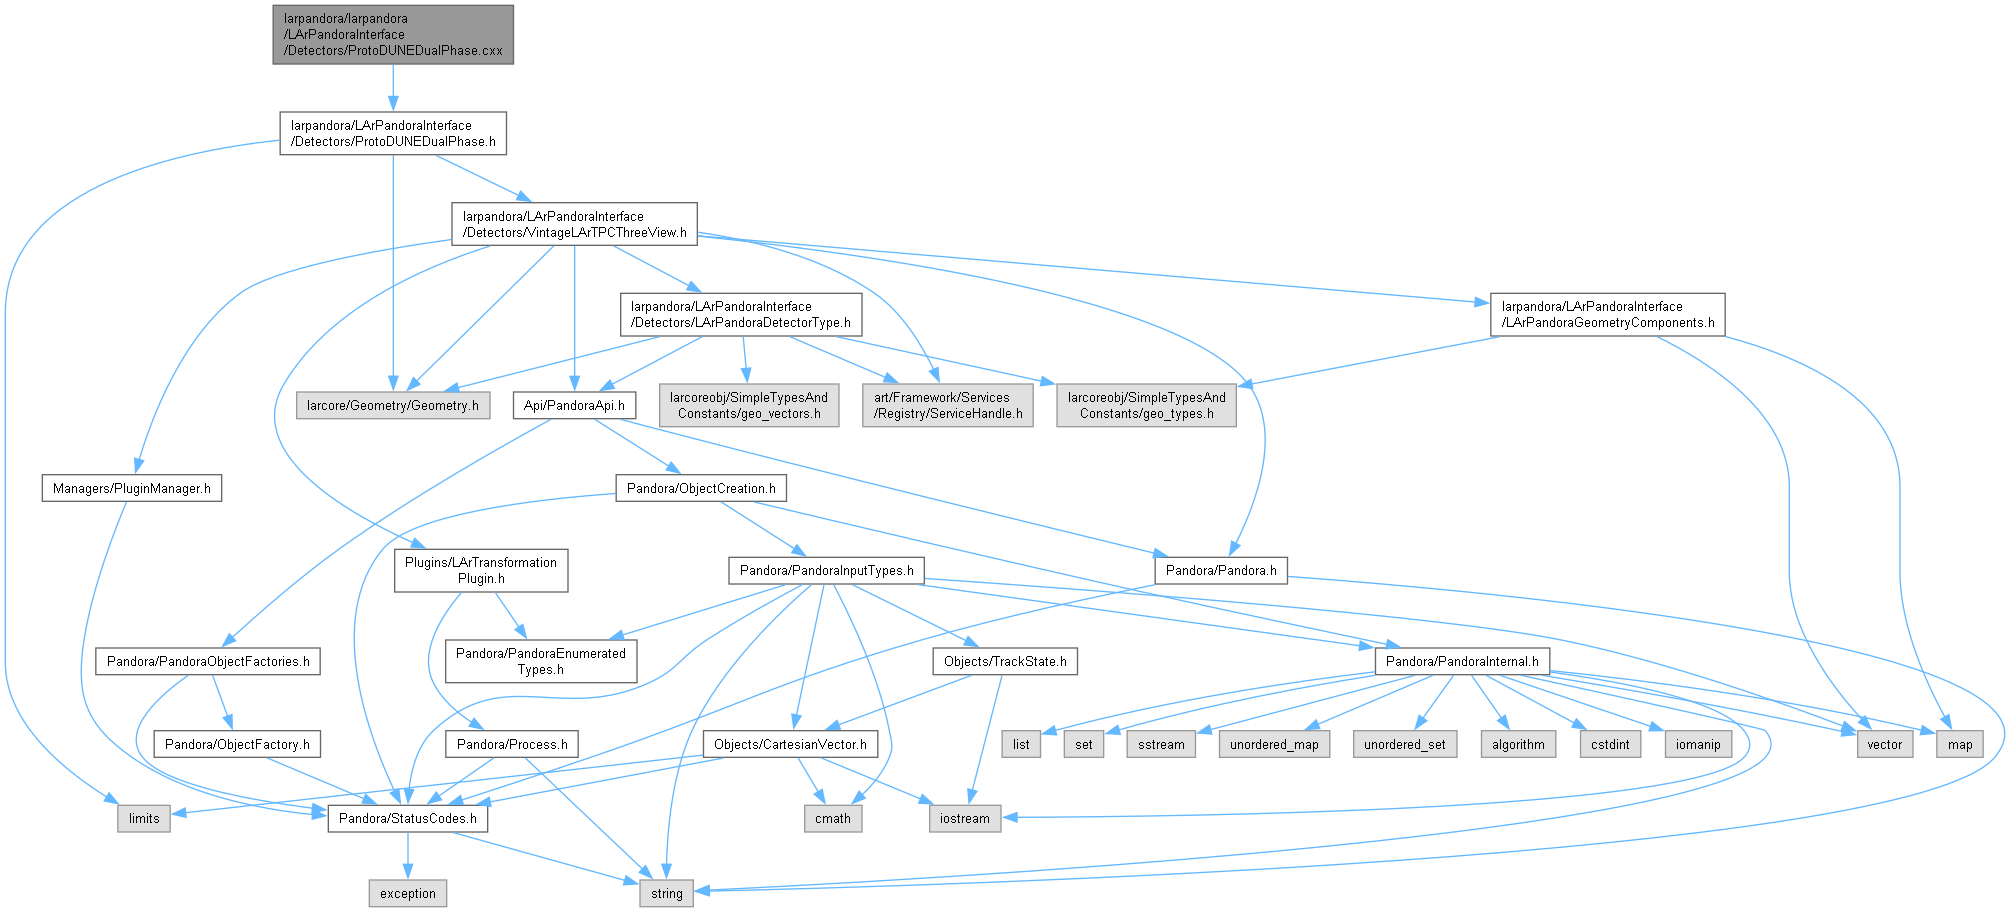 larpandora/larpandora
/LArPandoraInterface
/Detectors/ProtoDUNEDualPhase.cxx
larpandora/LArPandoraInterface
/Detectors/ProtoDUNEDualPhase.h
larpandora/LArPandoraInterface
/Detectors/VintageLArTPCThreeView.h
larpandora/LArPandoraInterface
/Detectors/LArPandoraDetectorType.h
larpandora/LArPandoraInterface
/LArPandoraGeometryComponents.h
larcore/Geometry/Geometry.h
Api/PandoraApi.h
larcoreobj/SimpleTypesAnd
Constants/geo_vectors.h
art/Framework/Services
/Registry/ServiceHandle.h
larcoreobj/SimpleTypesAnd
Constants/geo_types.h
Managers/PluginManager.h
Pandora/ObjectCreation.h
Plugins/LArTransformation
Plugin.h
Pandora/PandoraInputTypes.h
Pandora/Pandora.h
Pandora/PandoraObjectFactories.h
Pandora/PandoraEnumerated
Types.h
Objects/TrackState.h
Pandora/PandoraInternal.h
Pandora/ObjectFactory.h
Pandora/Process.h
Objects/CartesianVector.h
list
set
sstream
unordered_map
unordered_set
algorithm
cstdint
iomanip
vector
map
limits
Pandora/StatusCodes.h
cmath
iostream
exception
string